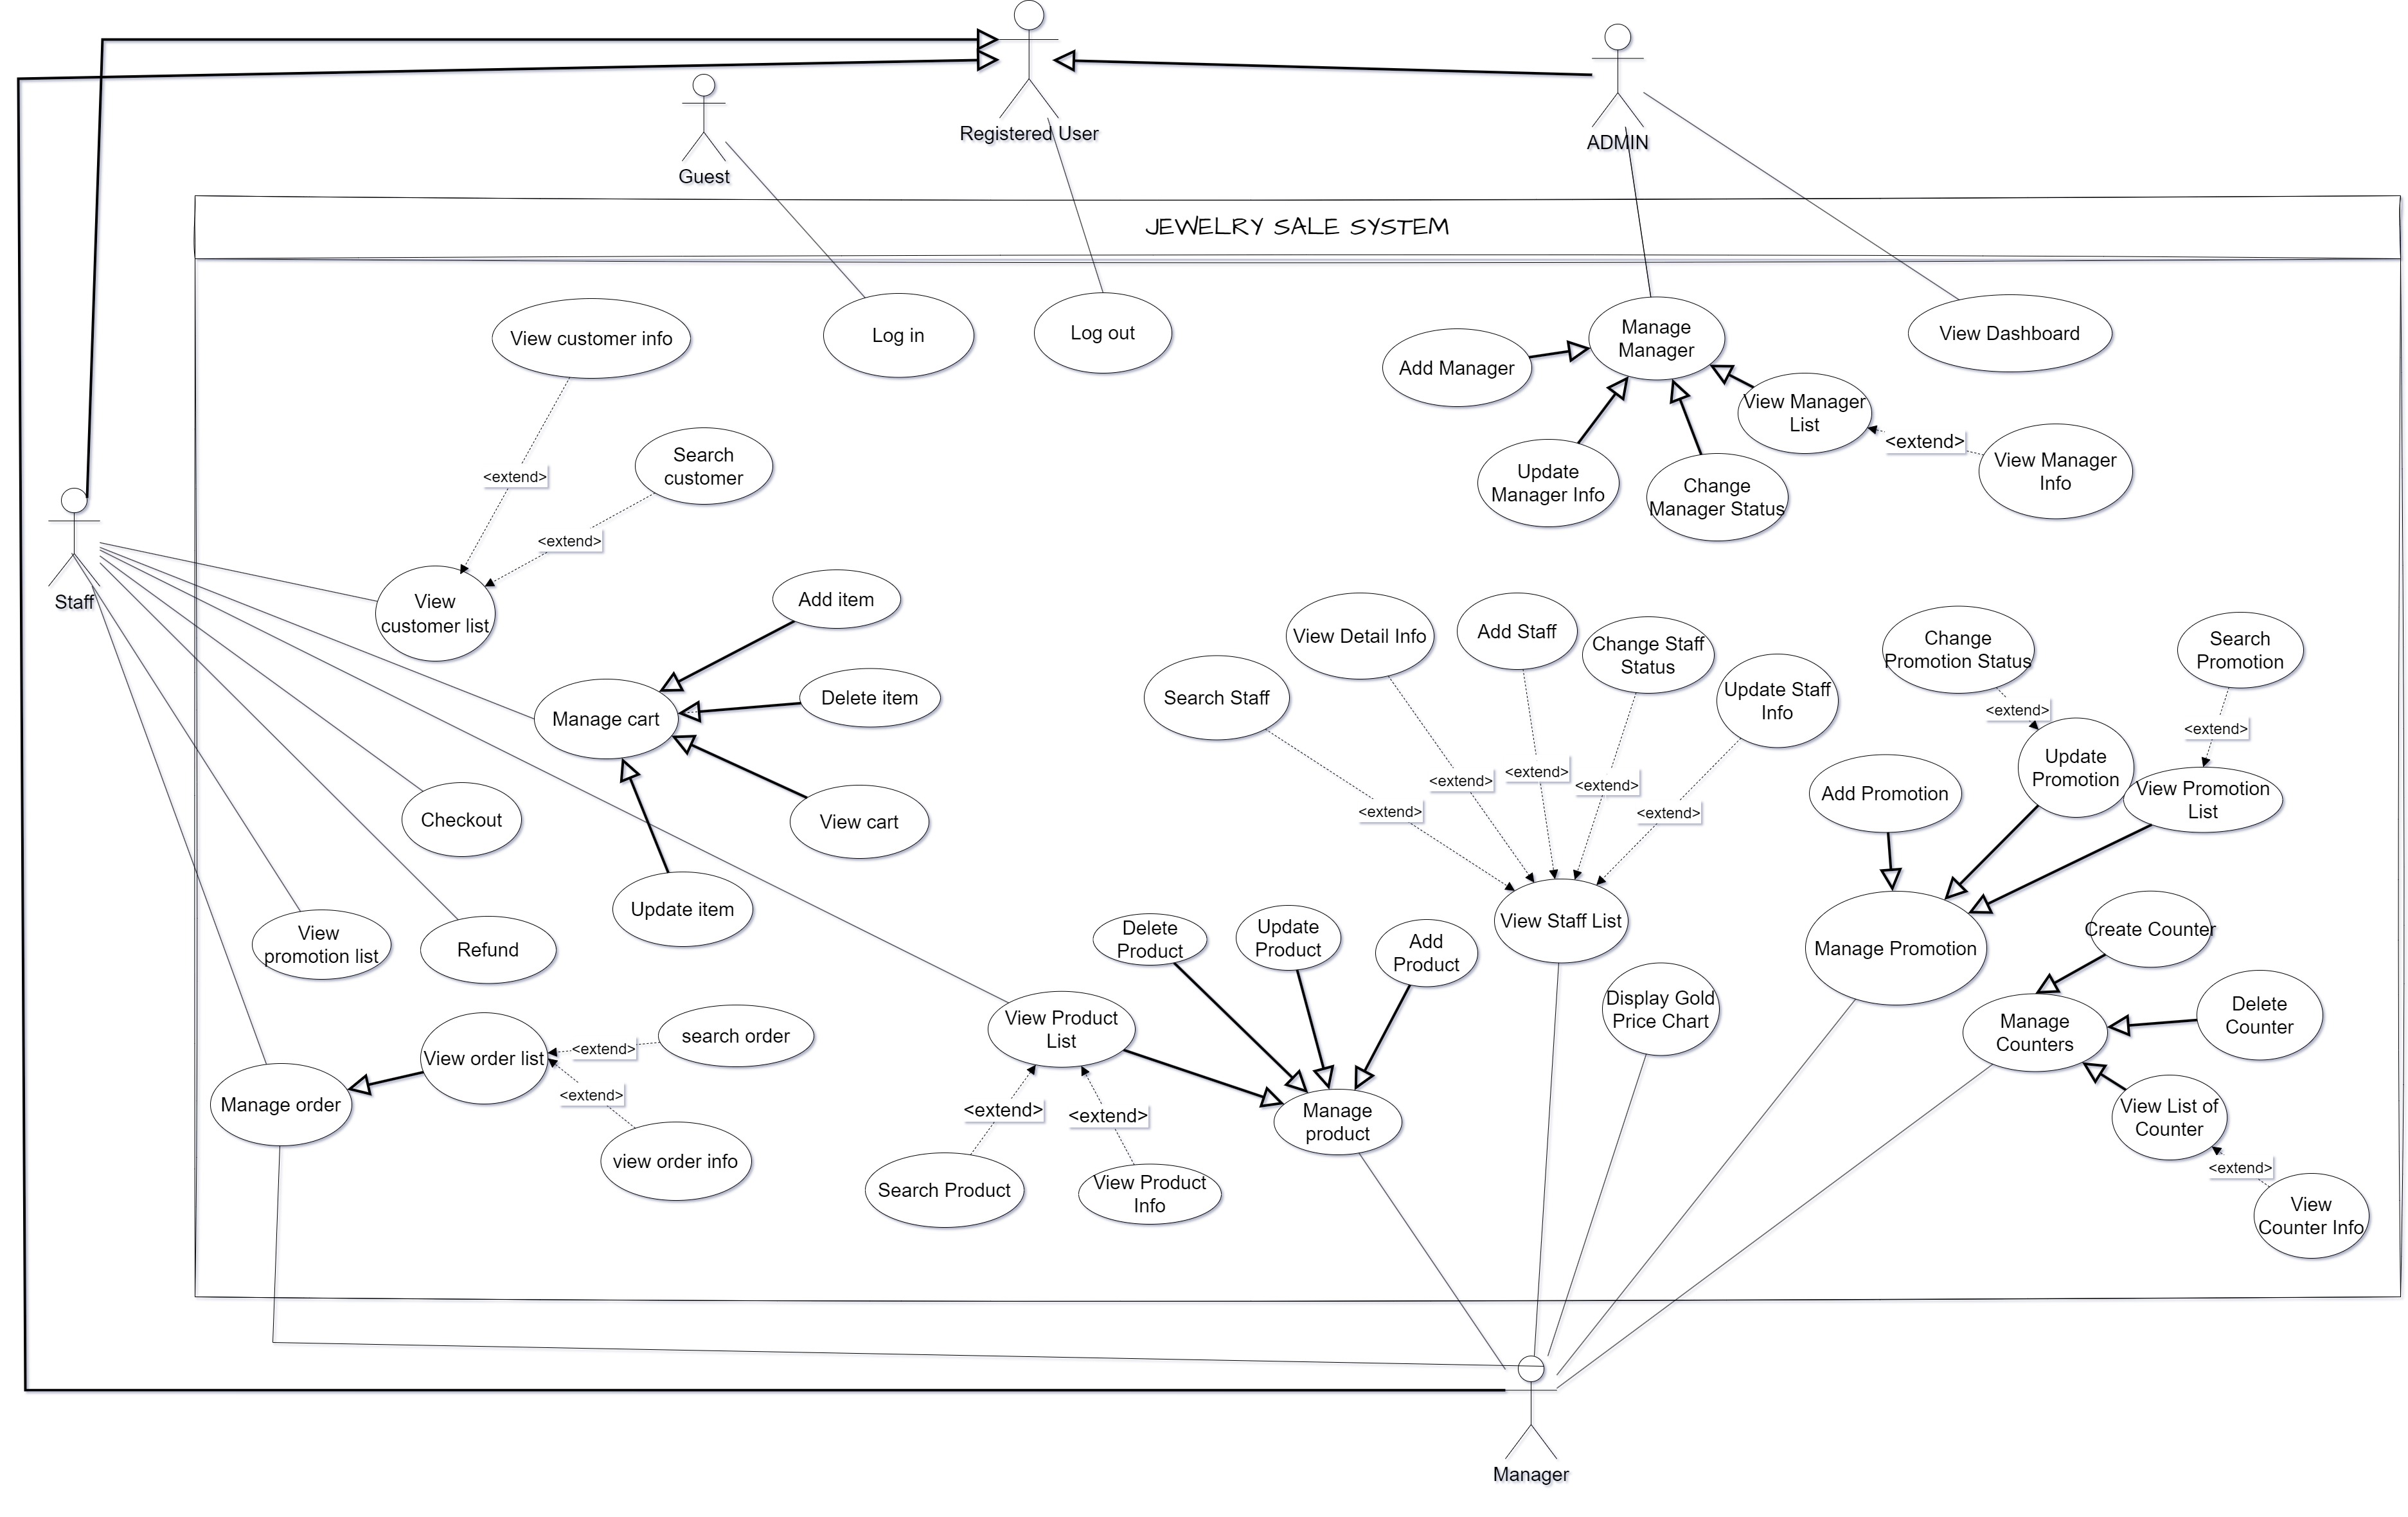 Registered User
ADMIN
Guest
JEWELRY SALE SYSTEM
View customer info
Log in
Log out
Manage
Manager
View Dashboard
Add Manager
View Manager
List
<extend>
View Manager
Info
Update
Manager Info
Change
Manager Status
<extend>
Search
customer
<extend>
Staff
View
customer list
Add item
Delete item
Manage cart
View cart
Update item
Checkout
View
promotion list
Refund
View Detail Info
Add Staff
Change Staff
Status
Update Staff
Info
Search Staff
<extend>
<extend>
<extend>
<extend>
<extend>
View Staff List
Change
Promotion Status
<extend>
Search
Promotion
<extend>
Update
Promotion
View Promotion
List
Add Promotion
Manage Promotion
Create Counter
Delete
Counter
Manage
Counters
View List of
Counter
<extend>
View
Counter Info
Delete
Product
Update
Product
Add
Product
Display Gold
Price Chart
View Product
List
Manage
product
<extend>
<extend>
Search Product
View Product
Info
View order list
<extend>
search order
<extend>
view order info
Manage order
Manager